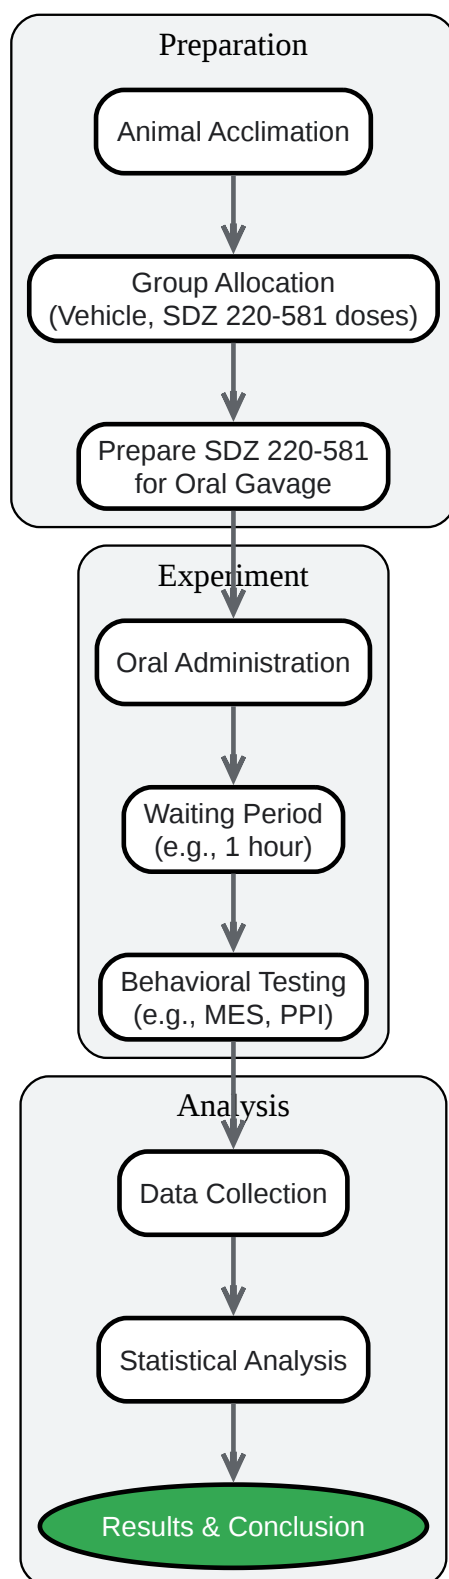 Preparation
Animal Acclimation
Group Allocation
(Vehicle, SDZ 220-581 doses)
Prepare SDZ 220-581
for Oral Gavage
Experiment
Oral Administration
Waiting Period
(e.g., 1 hour)
Behavioral Testing
(e.g., MES, PPI)
Analysis
Data Collection
Statistical Analysis
Results & Conclusion